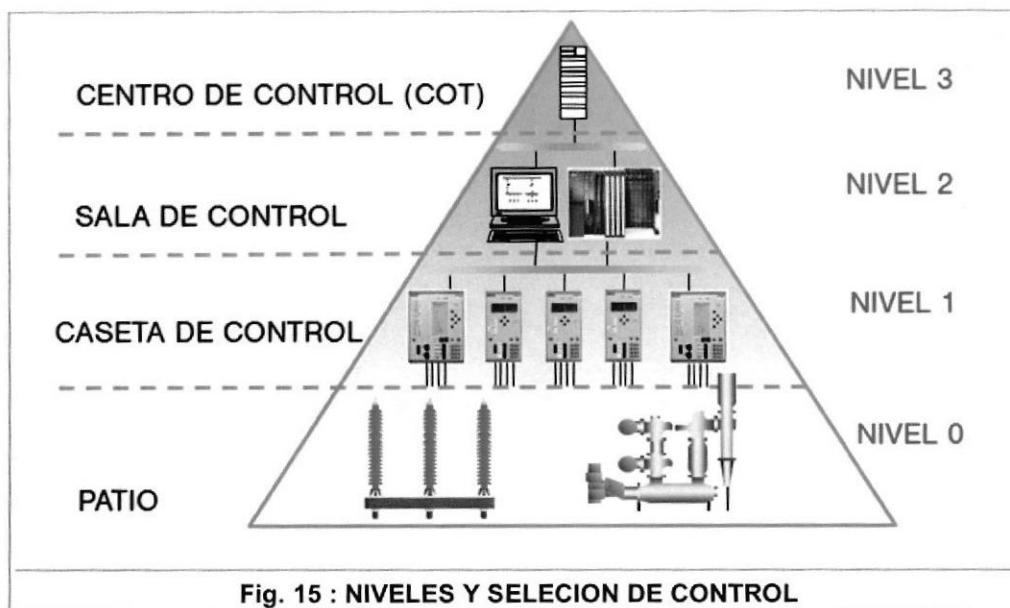 CENTRO DE CONTROL (COT)
NIVEL 3
SALA DE CONTROL
NIVEL 2
CASETA DE CONTROL
NIVEL 1
PATIO
NIVEL 0
Fig. 15 : NIVELES Y SELECION DE CONTROL